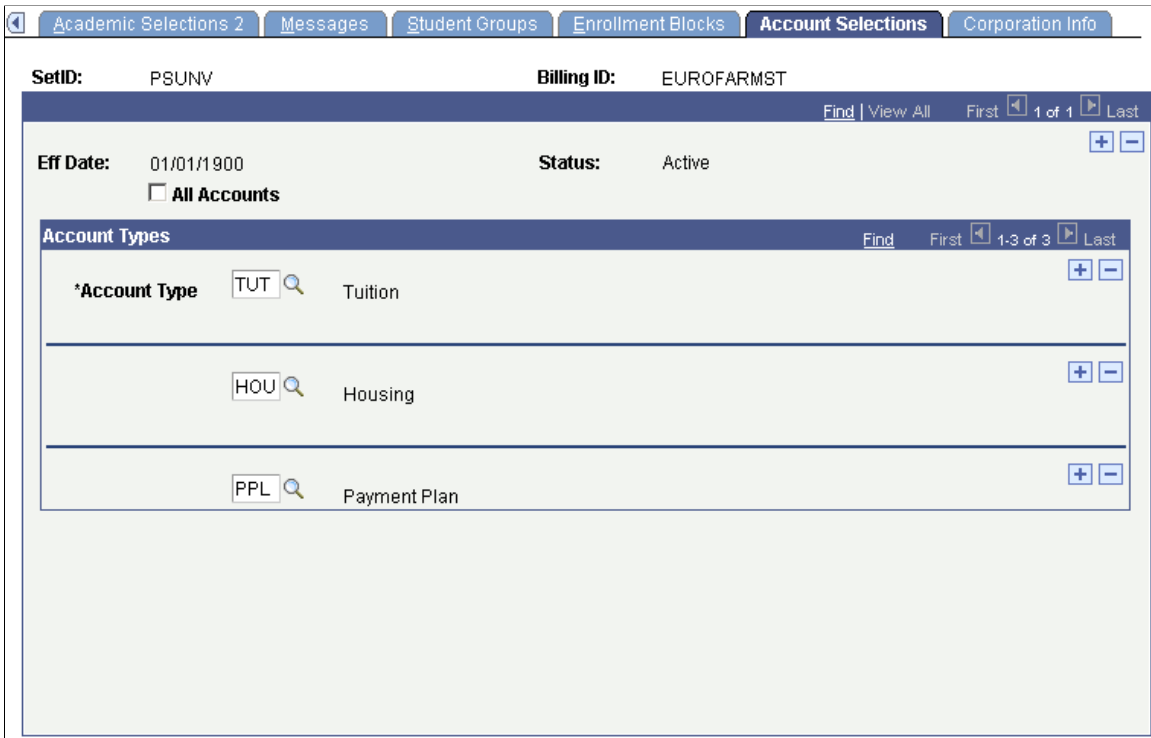 Academic Selections 2 Messages Student Groups Enrollment Blocks Account Selections Corporation Info
SetID: PSUNV Billing ID: EUROFARMST
Find | View All First 1 of 1 Last
Eff Date: 01/01/1900 Status: Active
All Accounts
Account Types Find First 1-3 of 3 Last
*Account Type TUT Tuition
HOU Housing
PPL Payment Plan